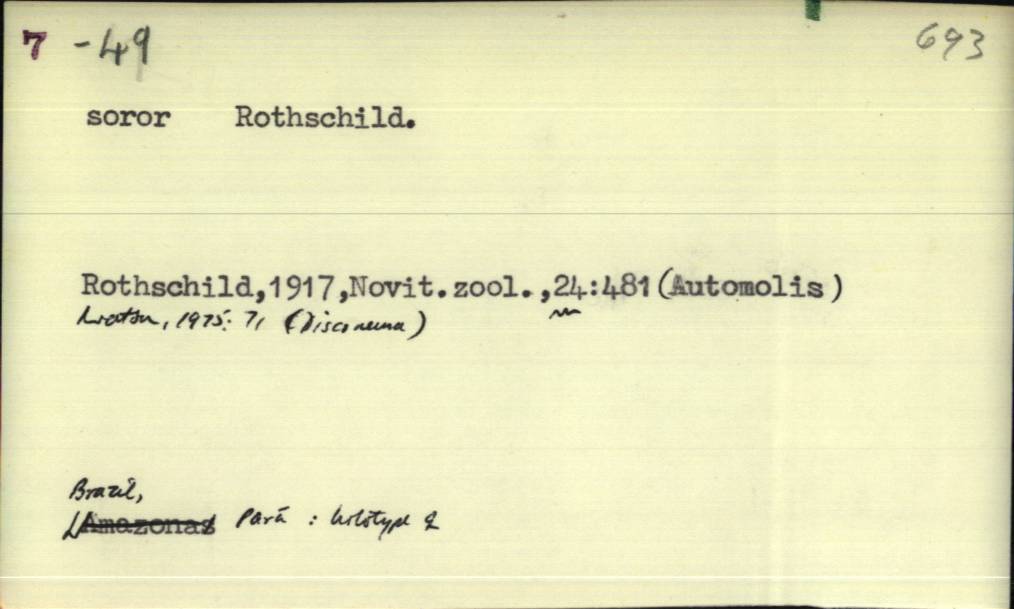 7 -49 693
soror Rothschild.
Rothschild,1917,Novit.zool.,24:481(Automolis)
Watson, 1975: 71 (Disconeura)
Brazil,
Amazonas Pará : holotype ♀